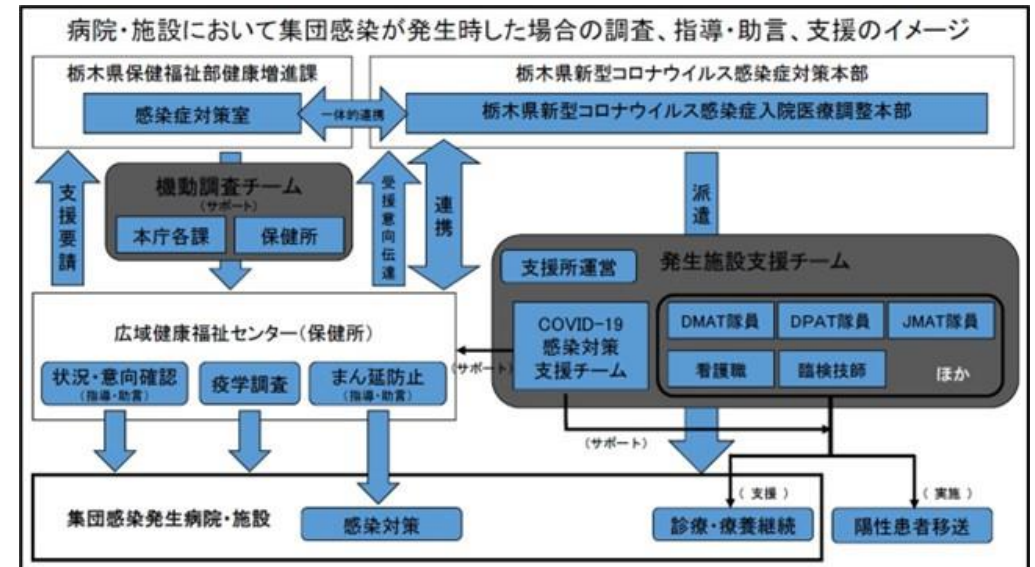 病院・施設において集団感染が発生時した場合の調査、指導・助言、支援のイメージ
栃木県保健福祉部健康増進課
感染症対策室
一体的連携
栃木県新型コロナウイルス感染症対策本部
栃木県新型コロナウイルス感染症入院医療調整本部
支援要請
機動調査チーム
(サポート)
本庁各課
保健所
受援意向伝達
連携
派遣
発生施設支援チーム
支援所運営
COVID-19
感染対策
支援チーム
DMAT隊員
DPAT隊員
JMAT隊員
看護職
臨検技師
ほか
広域健康福祉センター(保健所)
状況・意向確認
(指導・助言)
疫学調査
まん延防止
(指導・助言)
(サポート)
(サポート)
集団感染発生病院・施設
感染対策
(支援)
診療・療養継続
(実施)
陽性患者移送